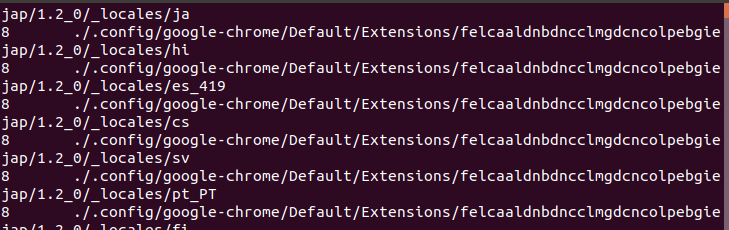 jap/1.2_0/_locales/ja
8       ./.config/google-chrome/Default/Extensions/felcaaldnbdncclmgdcncolpebgie
jap/1.2_0/_locales/hi
8       ./.config/google-chrome/Default/Extensions/felcaaldnbdncclmgdcncolpebgie
jap/1.2_0/_locales/es_419
8       ./.config/google-chrome/Default/Extensions/felcaaldnbdncclmgdcncolpebgie
jap/1.2_0/_locales/cs
8       ./.config/google-chrome/Default/Extensions/felcaaldnbdncclmgdcncolpebgie
jap/1.2_0/_locales/sv
8       ./.config/google-chrome/Default/Extensions/felcaaldnbdncclmgdcncolpebgie
jap/1.2_0/_locales/pt_PT
8       ./.config/google-chrome/Default/Extensions/felcaaldnbdncclmgdcncolpebgie
jap/1.2_0/_locales/fi